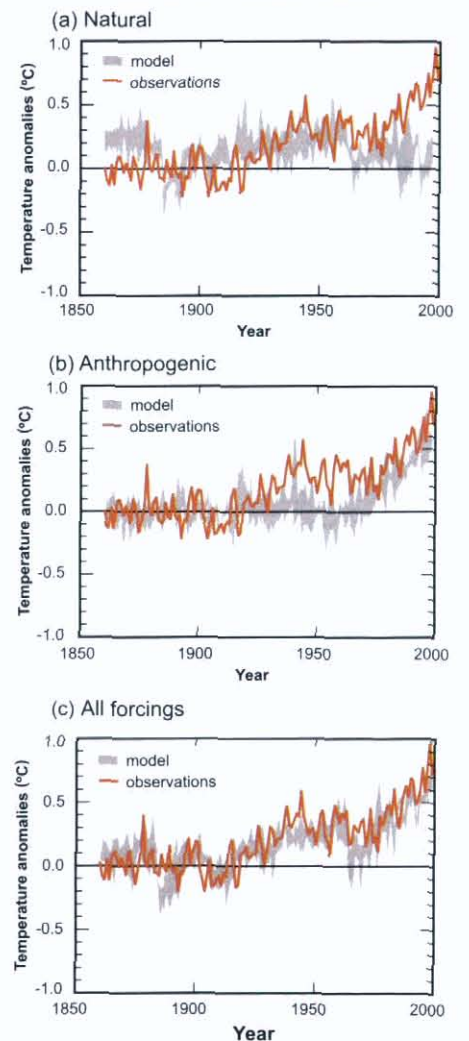 (a) Natural
Temperature anomalies (ºC)
1.0
0.5
0.0
-1.0
model
observations
1850 1900 1950 2000
Year
(b) Anthropogenic
Temperature anomalies (ºC)
1.0
0.5
0.0
-0.5
-1.0
model
observations
1850 1900 1950 2000
Year
(c) All forcings
Temperature anomalies (ºC)
1.0
0.5
0.0
-0.5
-1.0
model
observations
1850 1900 1950 2000
Year